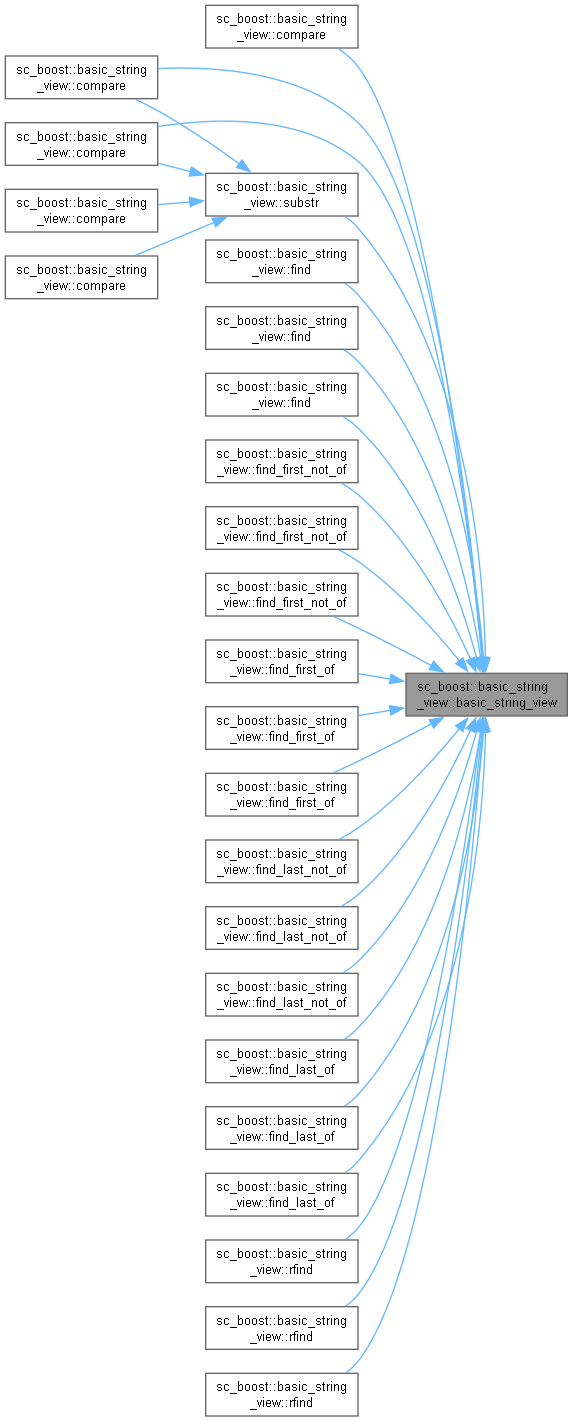 sc_boost::basic_string
_view::compare
sc_boost::basic_string
_view::compare
sc_boost::basic_string
_view::compare
sc_boost::basic_string
_view::compare
sc_boost::basic_string
_view::compare
sc_boost::basic_string
_view::substr
sc_boost::basic_string
_view::find
sc_boost::basic_string
_view::find
sc_boost::basic_string
_view::find
sc_boost::basic_string
_view::find_first_not_of
sc_boost::basic_string
_view::find_first_not_of
sc_boost::basic_string
_view::find_first_not_of
sc_boost::basic_string
_view::find_first_of
sc_boost::basic_string
_view::find_first_of
sc_boost::basic_string
_view::find_first_of
sc_boost::basic_string
_view::find_last_not_of
sc_boost::basic_string
_view::find_last_not_of
sc_boost::basic_string
_view::find_last_not_of
sc_boost::basic_string
_view::find_last_of
sc_boost::basic_string
_view::find_last_of
sc_boost::basic_string
_view::find_last_of
sc_boost::basic_string
_view::rfind
sc_boost::basic_string
_view::rfind
sc_boost::basic_string
_view::rfind
sc_boost::basic_string
_view::basic_string_view